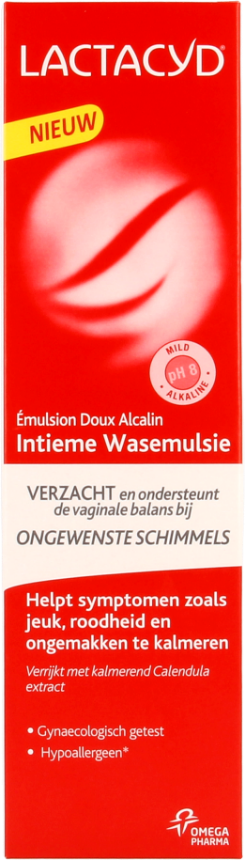 LACTACYD®
NIEUW
MILD
pH 8
• ALKALINE •
Émulsion Doux Alcalin
Intieme Wasemulsie
VERZACHT en ondersteunt
de vaginale balans bij
ONGEWENSTE SCHIMMELS
Helpt symptomen zoals
jeuk, roodheid en
ongemakken te kalmeren
Verrijkt met kalmerend Calendula
extract
• Gynaecologisch getest
• Hypoallergeen*
OMEGA
PHARMA